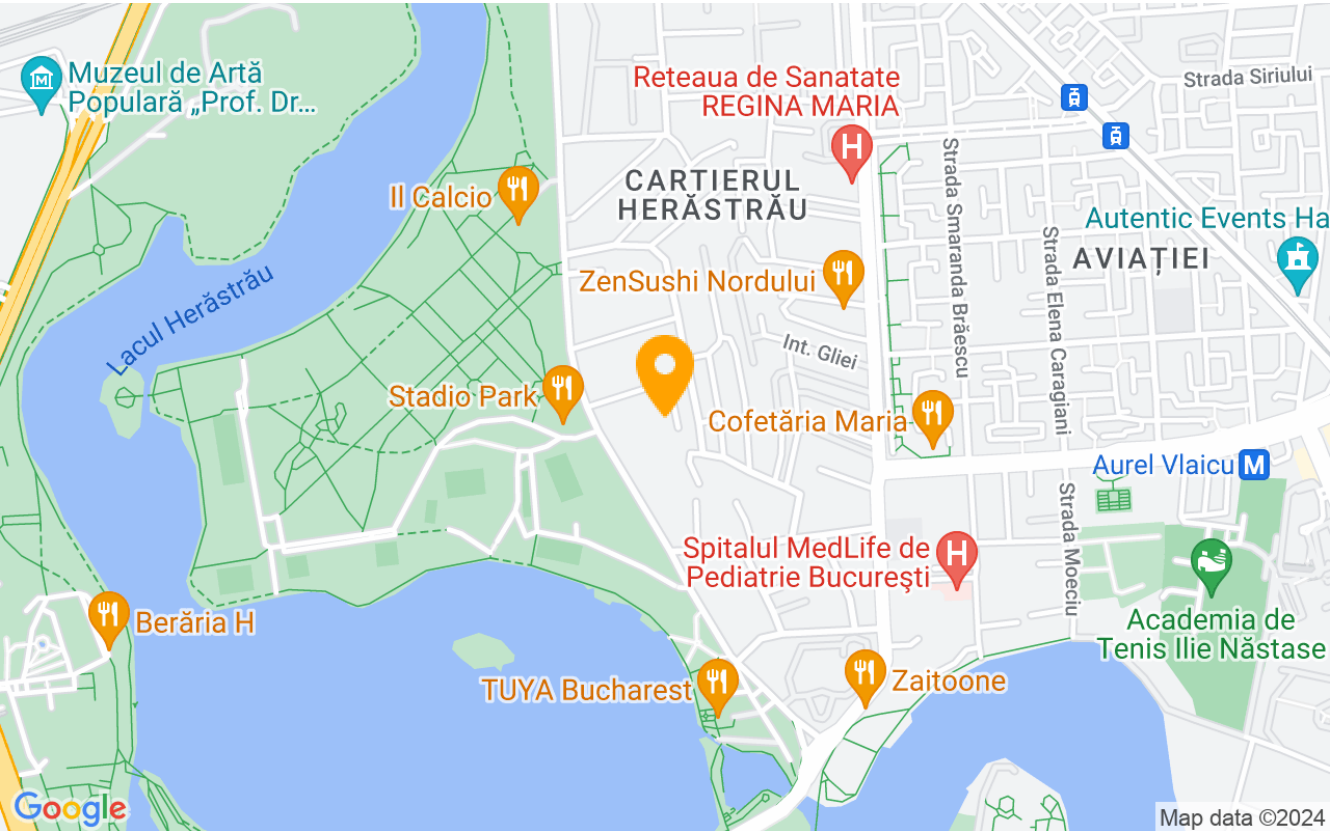 Muzeul de Artă
Populară „Prof. Dr...
Reteaua de Sanatate
REGINA MARIA
H
Strada Siriului
Il Calcio
CARTIERUL
HERĂSTRĂU
Strada Smaranda Brăescu
Strada Elena Caragiani
Autentic Events Ha
AVIAȚIEI
Lacul Herăstrău
ZenSushi Nordului
Int. Gliei
Stadio Park
Cofetăria Maria
Aurel Vlaicu M
Strada Moeciu
Spitalul MedLife de
Pediatrie Bucureşti
H
Berăria H
Academia de
Tenis Ilie Năstase
TUYA Bucharest
Zaitoone
Google
Map data ©2024